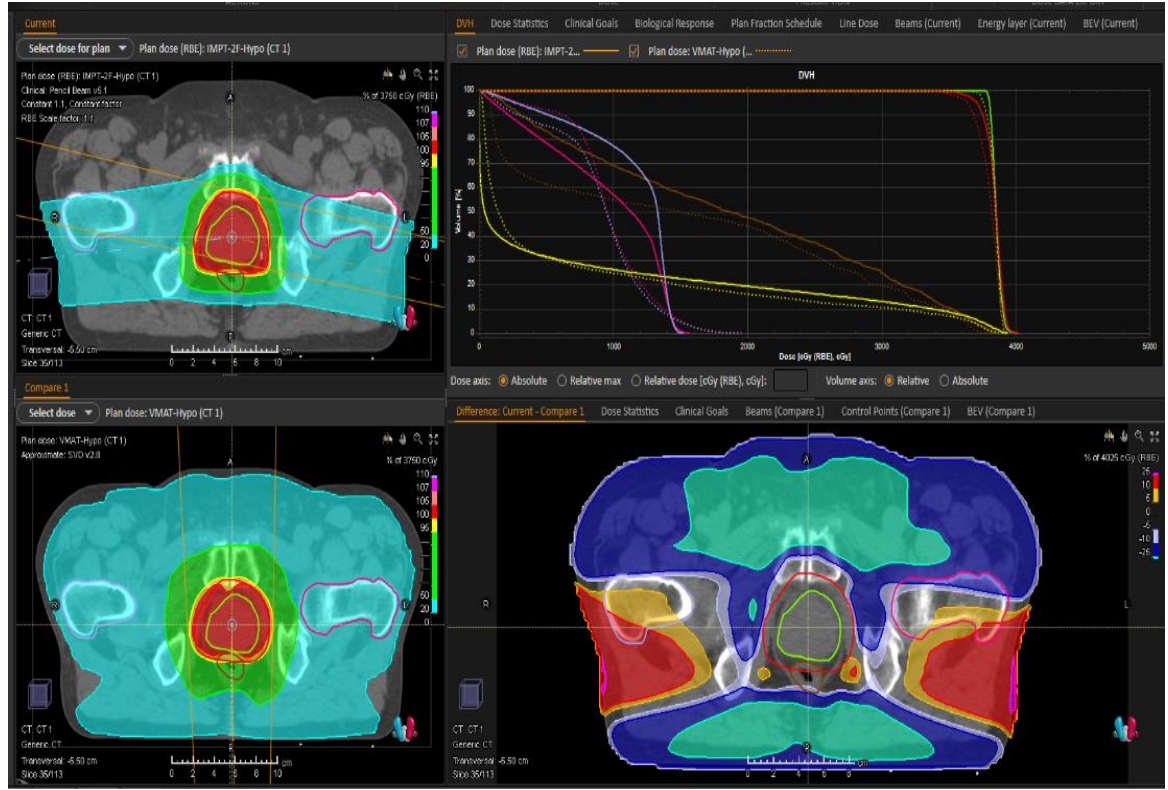 Current
Select dose for plan
Plan dose (RBE): IMPT-2F-Hypo (CT 1)
Plan dose (RBE): IMPT-2F-Hypo (CT 1)
Clinical: Pencil Beam v5.1
Constant 1.1, Constant factor
RBE Scale factor: 1.1
% of 3750 cGy (RBE)
110
107
105
100
95
50
20
0
A
R
L
CT: CT 1
Generic CT
Transversal: -5.50 cm
Slice 35/113
0 2 4 6 8 10 cm
DVH Dose Statistics Clinical Goals Biological Response Plan Fraction Schedule Line Dose Beams (Current) Energy layer (Current) BEV (Current)
Plan dose (RBE): IMPT-2... Plan dose: VMAT-Hypo (...
DVH
Volume [%]
100
90
80
70
60
50
40
30
20
10
0
0 1000 2000 3000 4000 5000
Dose [cGy (RBE), cGy]
Dose axis: Absolute Relative max Relative dose [cGy (RBE), cGy]: Volume axis: Relative Absolute
Compare 1
Select dose
Plan dose: VMAT-Hypo (CT 1)
Plan dose: VMAT-Hypo (CT 1)
Approximate: SVD v2.8
% of 3750 cGy
110
107
105
100
95
50
20
0
A
R
L
CT: CT 1
Generic CT
Transversal: -5.50 cm
Slice 35/113
0 2 4 6 8 10 cm
Difference: Current - Compare 1 Dose Statistics Clinical Goals Beams (Compare 1) Control Points (Compare 1) BEV (Compare 1)
% of 4025 cGy (RBE)
25
10
5
0
-5
-10
-25
A
R
L
P
CT: CT 1
Generic CT
Transversal: -5.50 cm
Slice 35/113
0 2 4 6 8 cm